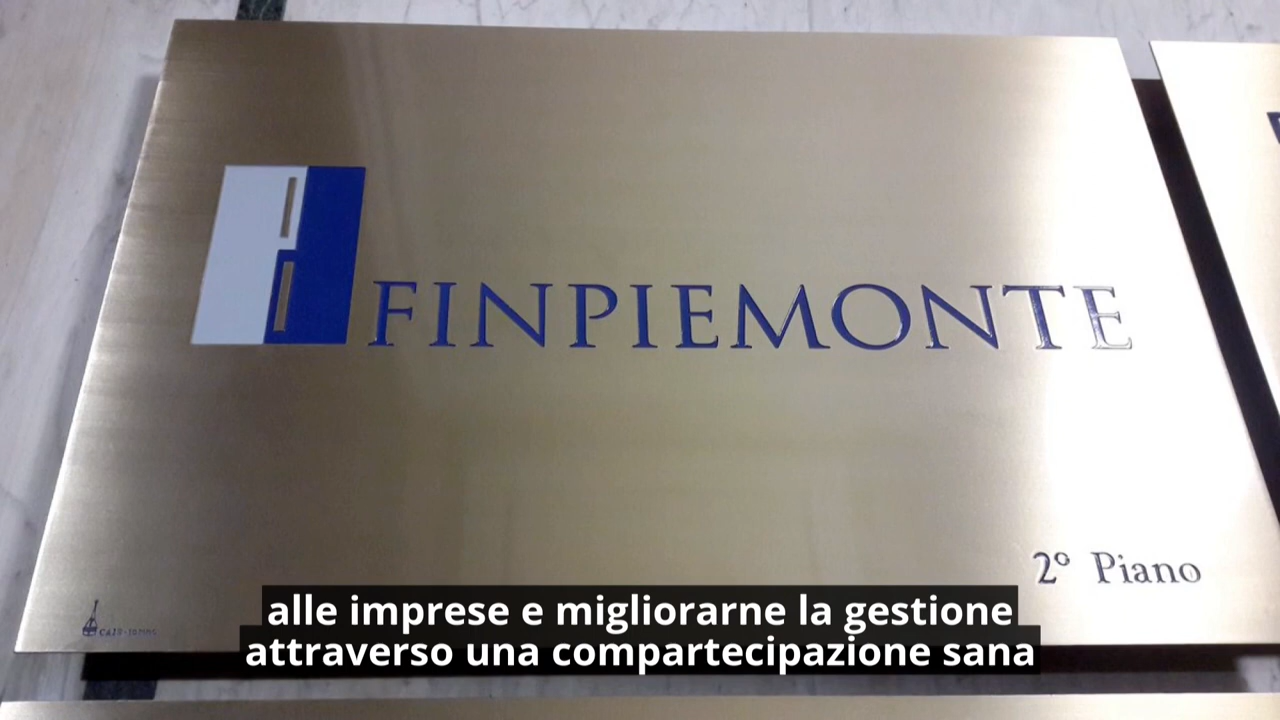 FINPIEMONTE
2° Piano
alle imprese e migliorarne la gestione
attraverso una compartecipazione sana